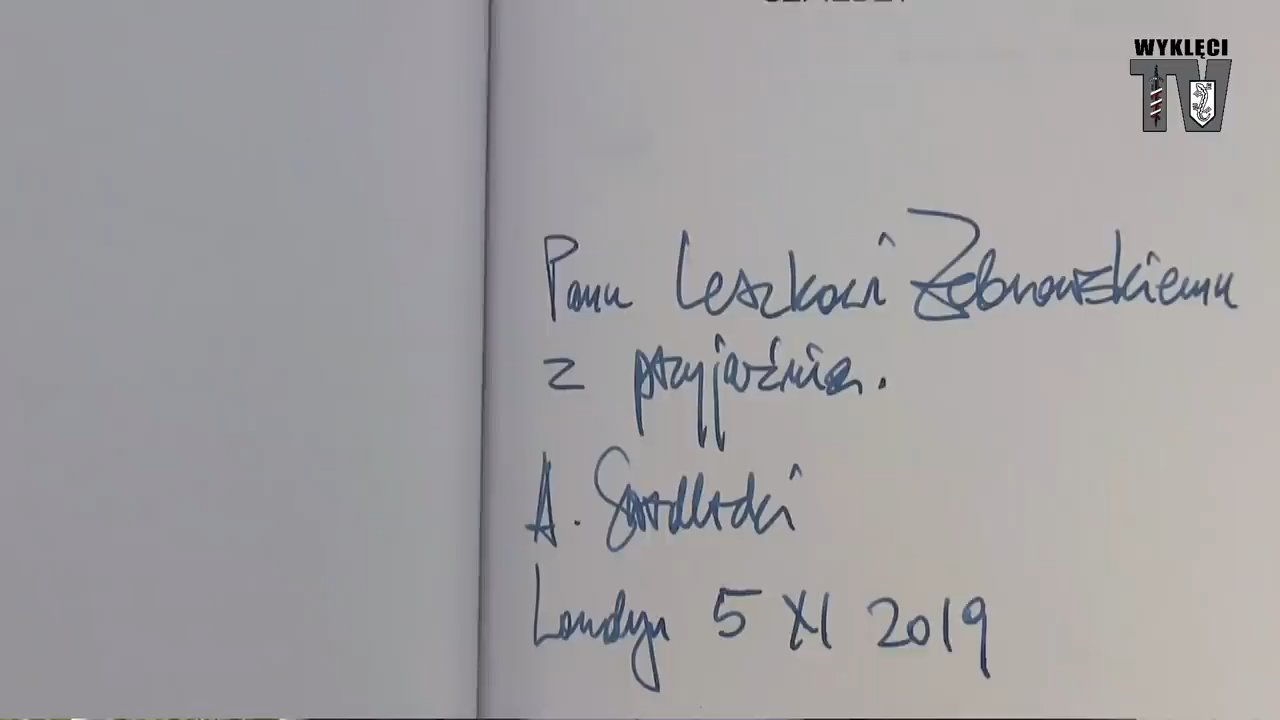 WYKLĘCI
TV
Panu Leszkowi Żebrowskiemu
z przyjaźnią.
A.
Londyn 5 XI 2019